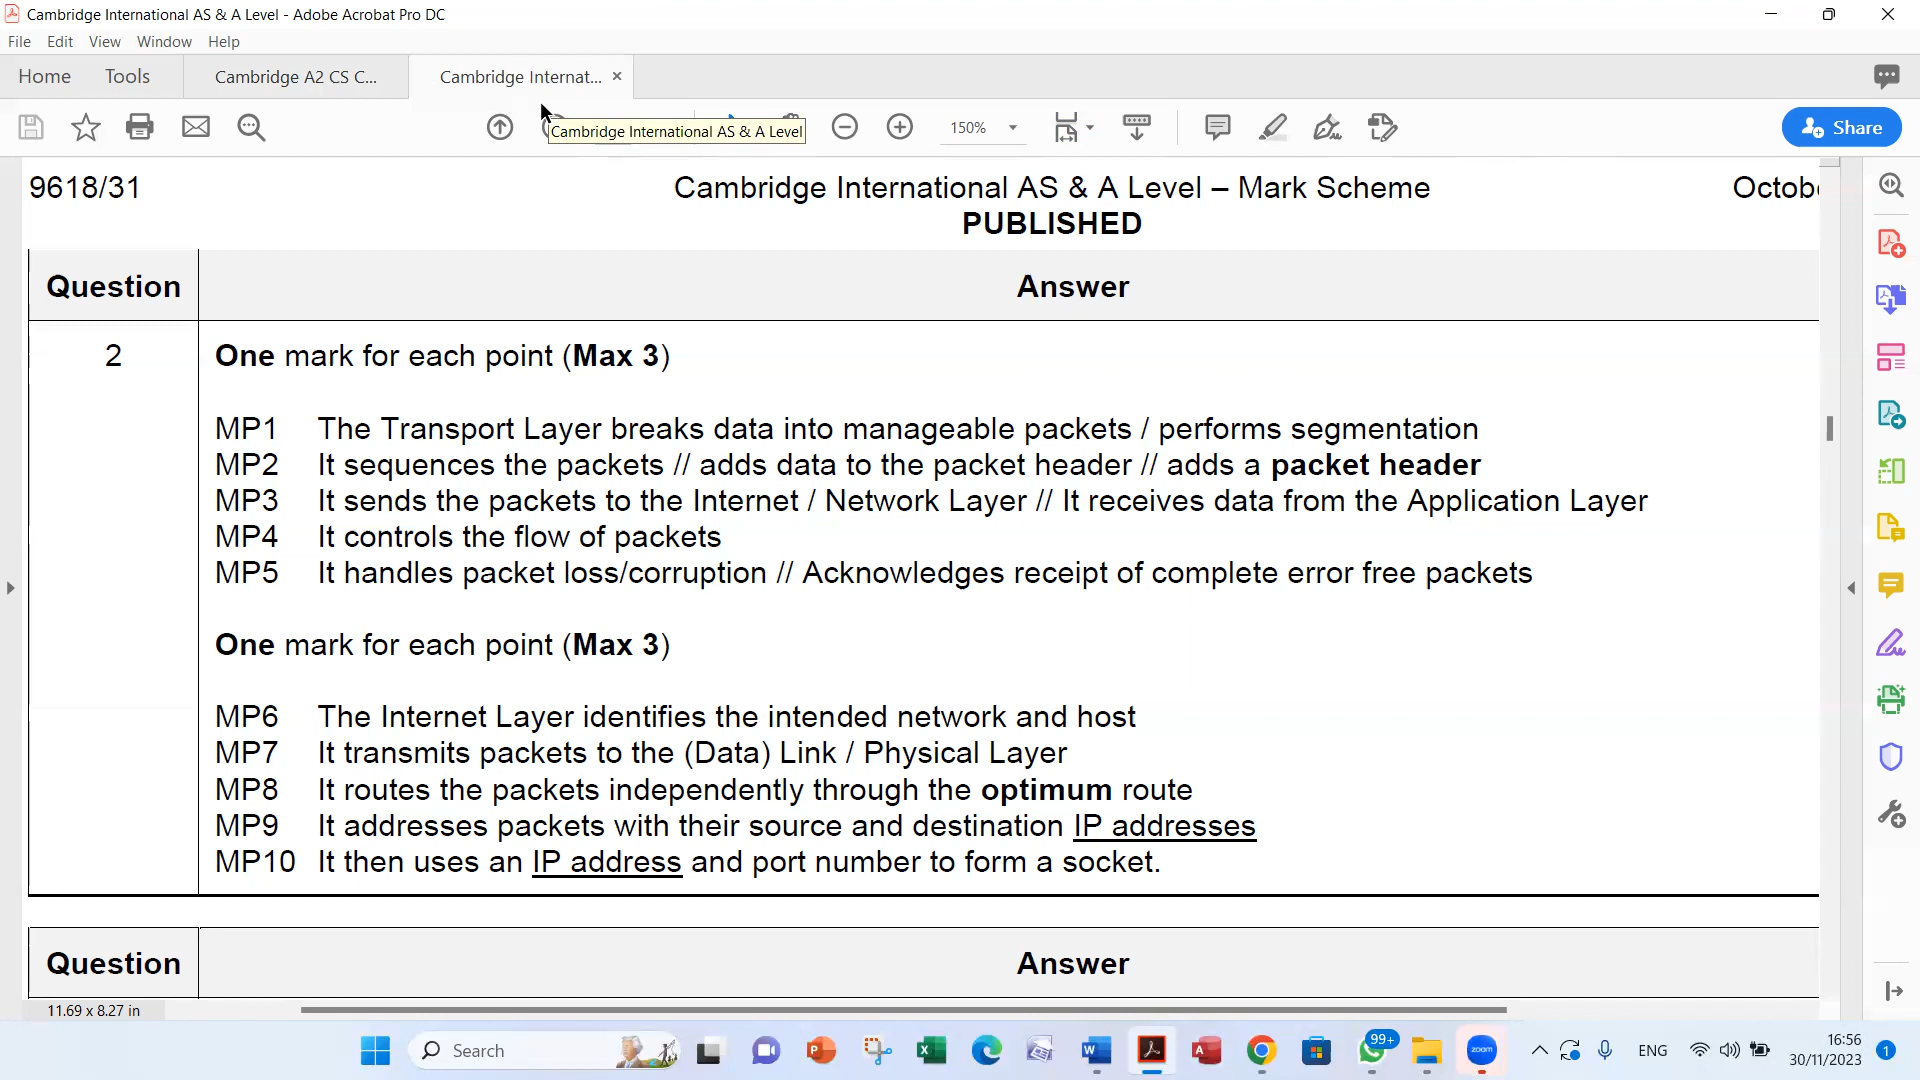 Cambridge International AS & A Level - Adobe Acrobat Pro DC
File Edit View Window Help
Home Tools Cambridge A2 CS C... Cambridge Internat... ×
150%
Share
Cambridge International AS & A Level
9618/31 Cambridge International AS & A Level – Mark Scheme Octobe
PUBLISHED
Question Answer
2 One mark for each point (Max 3)
MP1 The Transport Layer breaks data into manageable packets / performs segmentation
MP2 It sequences the packets // adds data to the packet header // adds a packet header
MP3 It sends the packets to the Internet / Network Layer // It receives data from the Application Layer
MP4 It controls the flow of packets
MP5 It handles packet loss/corruption // Acknowledges receipt of complete error free packets
One mark for each point (Max 3)
MP6 The Internet Layer identifies the intended network and host
MP7 It transmits packets to the (Data) Link / Physical Layer
MP8 It routes the packets independently through the optimum route
MP9 It addresses packets with their source and destination IP addresses
MP10 It then uses an IP address and port number to form a socket.
Question Answer
11.69 x 8.27 in
Search 99+ zoom ENG 16:56
30/11/2023 1